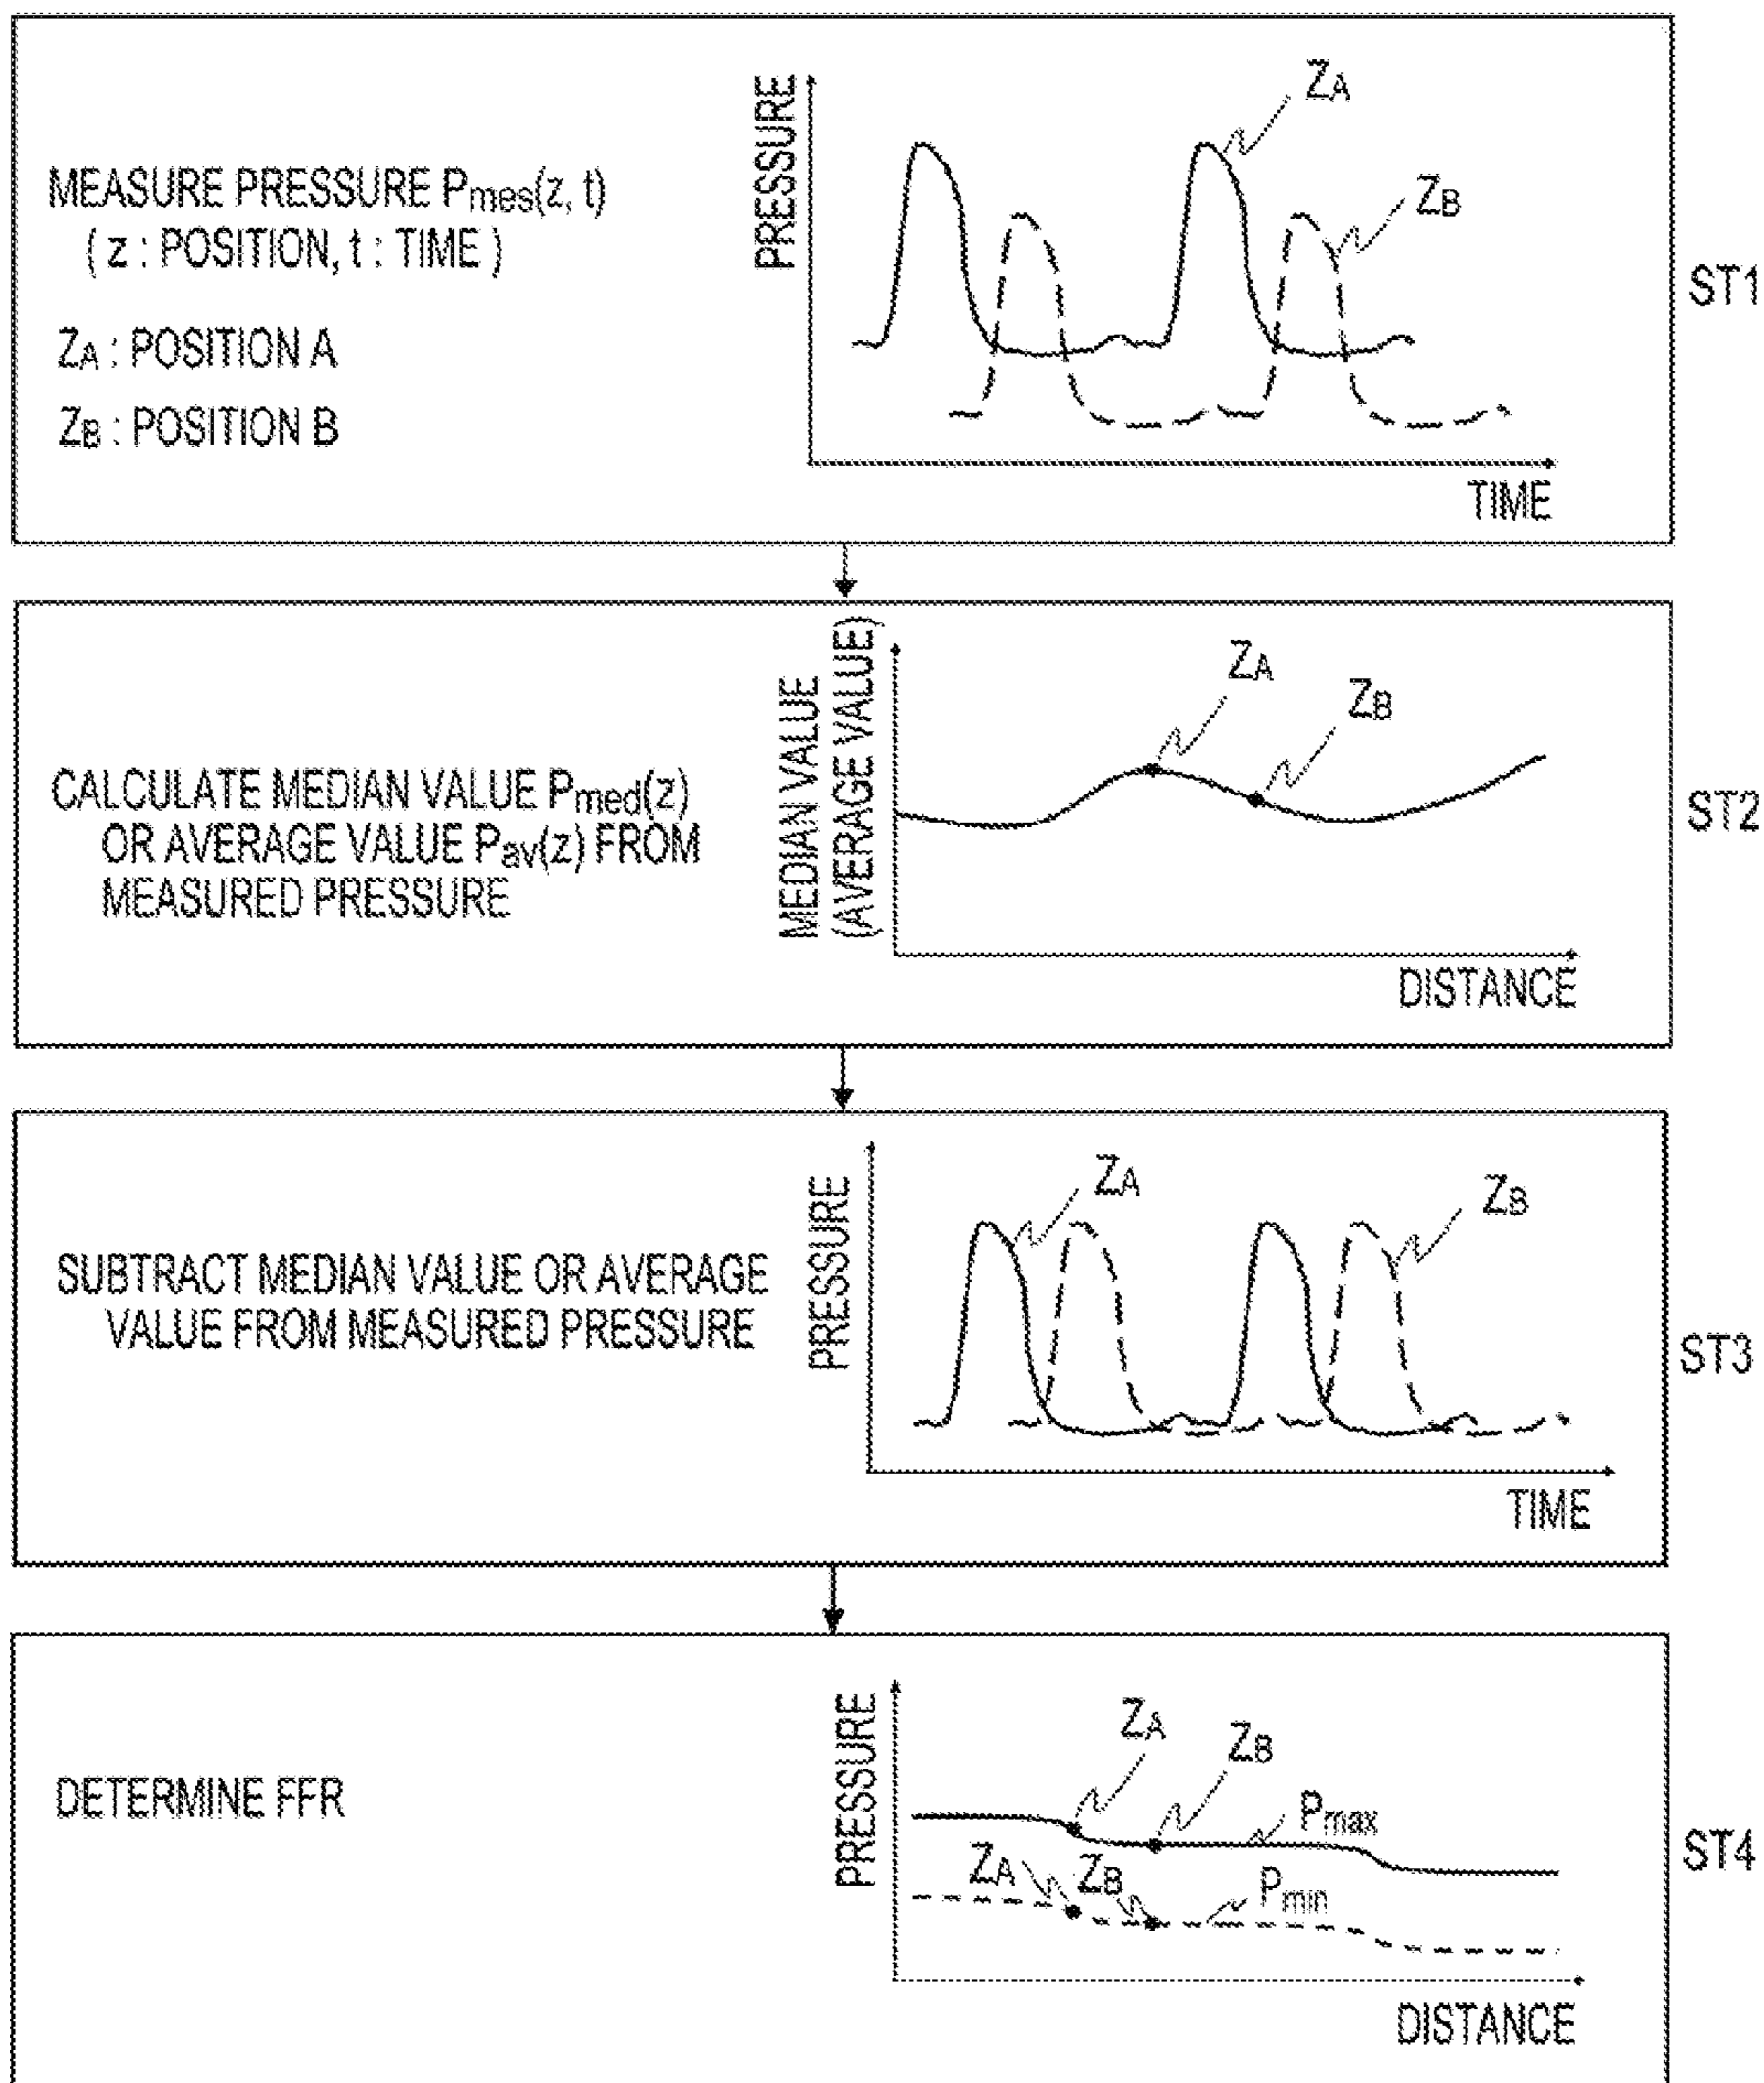 MEASURE PRESSURE Pmes(z, t)
( z : POSITION, t : TIME )
ZA : POSITION A
ZB : POSITION B
PRESSURE
ZA
ZB
TIME
ST1
CALCULATE MEDIAN VALUE Pmed(z)
OR AVERAGE VALUE Pav(z) FROM
MEASURED PRESSURE
MEDIAN VALUE
(AVERAGE VALUE)
ZA
ZB
DISTANCE
ST2
SUBTRACT MEDIAN VALUE OR AVERAGE
VALUE FROM MEASURED PRESSURE
PRESSURE
ZA
ZB
TIME
ST3
DETERMINE FFR
PRESSURE
ZA
ZB
Pmax
ZA
ZB
Pmin
DISTANCE
ST4